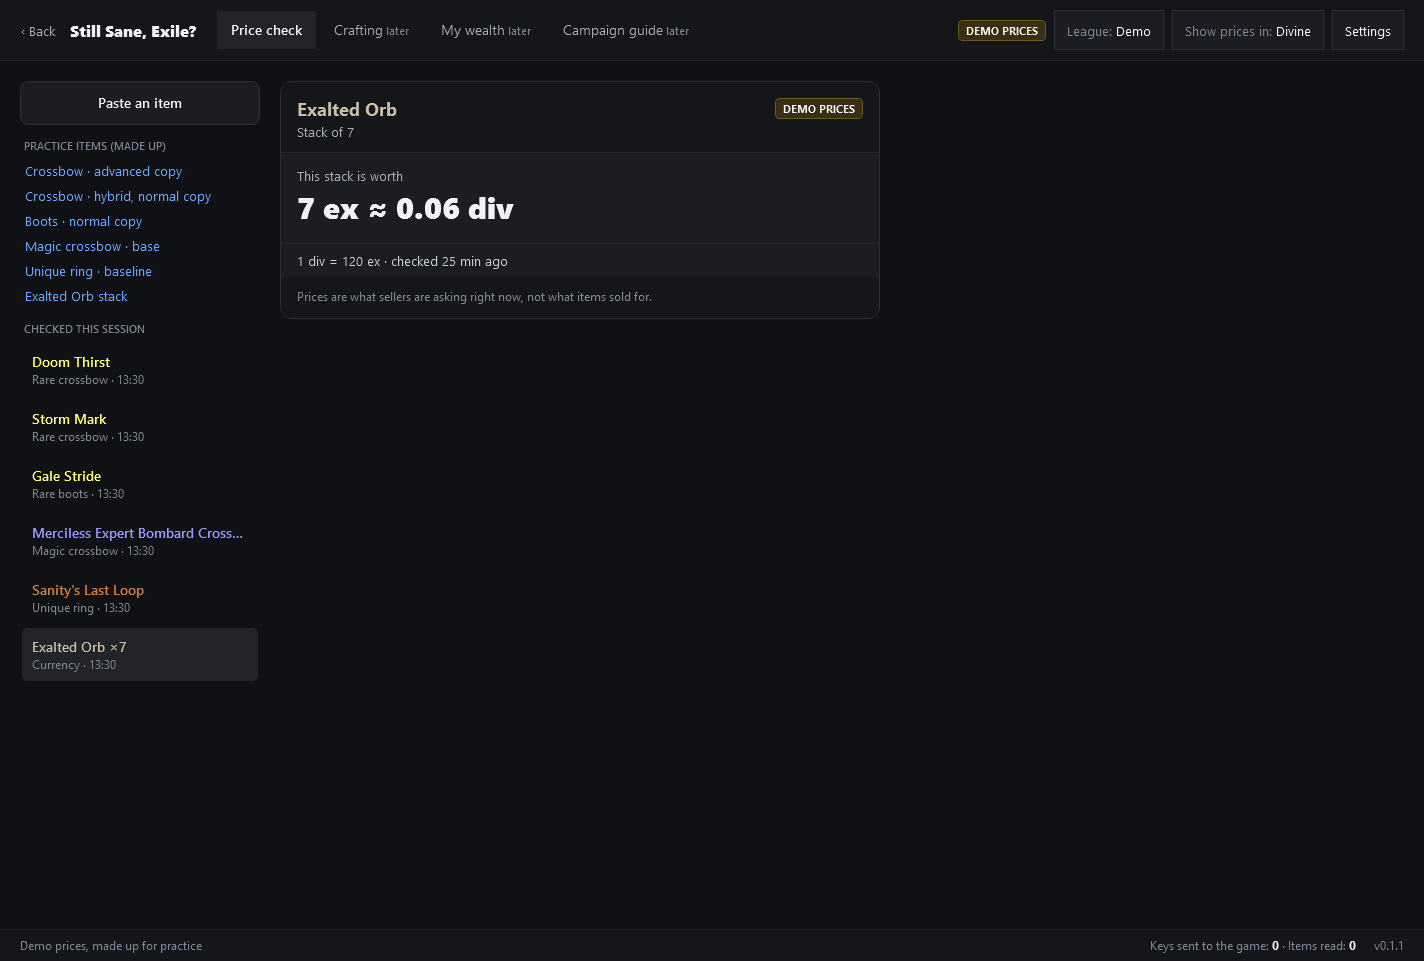 ‹ Back
Still Sane, Exile?
Price check
Crafting later
My wealth later
Campaign guide later
DEMO PRICES
League: Demo
Show prices in: Divine
Settings
Paste an item
PRACTICE ITEMS (MADE UP)
Crossbow · advanced copy
Crossbow · hybrid, normal copy
Boots · normal copy
Magic crossbow · base
Unique ring · baseline
Exalted Orb stack
CHECKED THIS SESSION
Doom Thirst
Rare crossbow · 13:30
Storm Mark
Rare crossbow · 13:30
Gale Stride
Rare boots · 13:30
Merciless Expert Bombard Cross...
Magic crossbow · 13:30
Sanity's Last Loop
Unique ring · 13:30
Exalted Orb ×7
Currency · 13:30
Exalted Orb
DEMO PRICES
Stack of 7
This stack is worth
7 ex ≈ 0.06 div
1 div = 120 ex · checked 25 min ago
Prices are what sellers are asking right now, not what items sold for.
Demo prices, made up for practice
Keys sent to the game: 0 · Items read: 0
v0.1.1